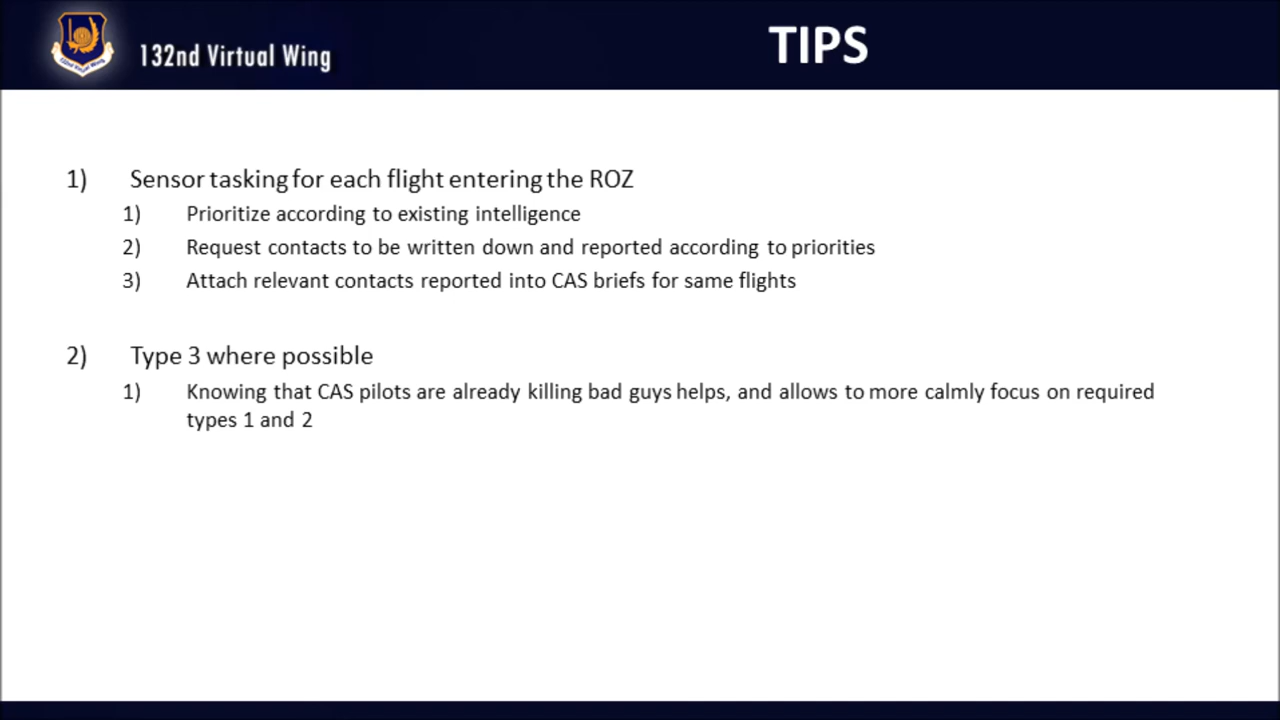 132nd Virtual Wing
TIPS
1) Sensor tasking for each flight entering the ROZ
1) Prioritize according to existing intelligence
2) Request contacts to be written down and reported according to priorities
3) Attach relevant contacts reported into CAS briefs for same flights
2) Type 3 where possible
1) Knowing that CAS pilots are already killing bad guys helps, and allows to more calmly focus on required
types 1 and 2